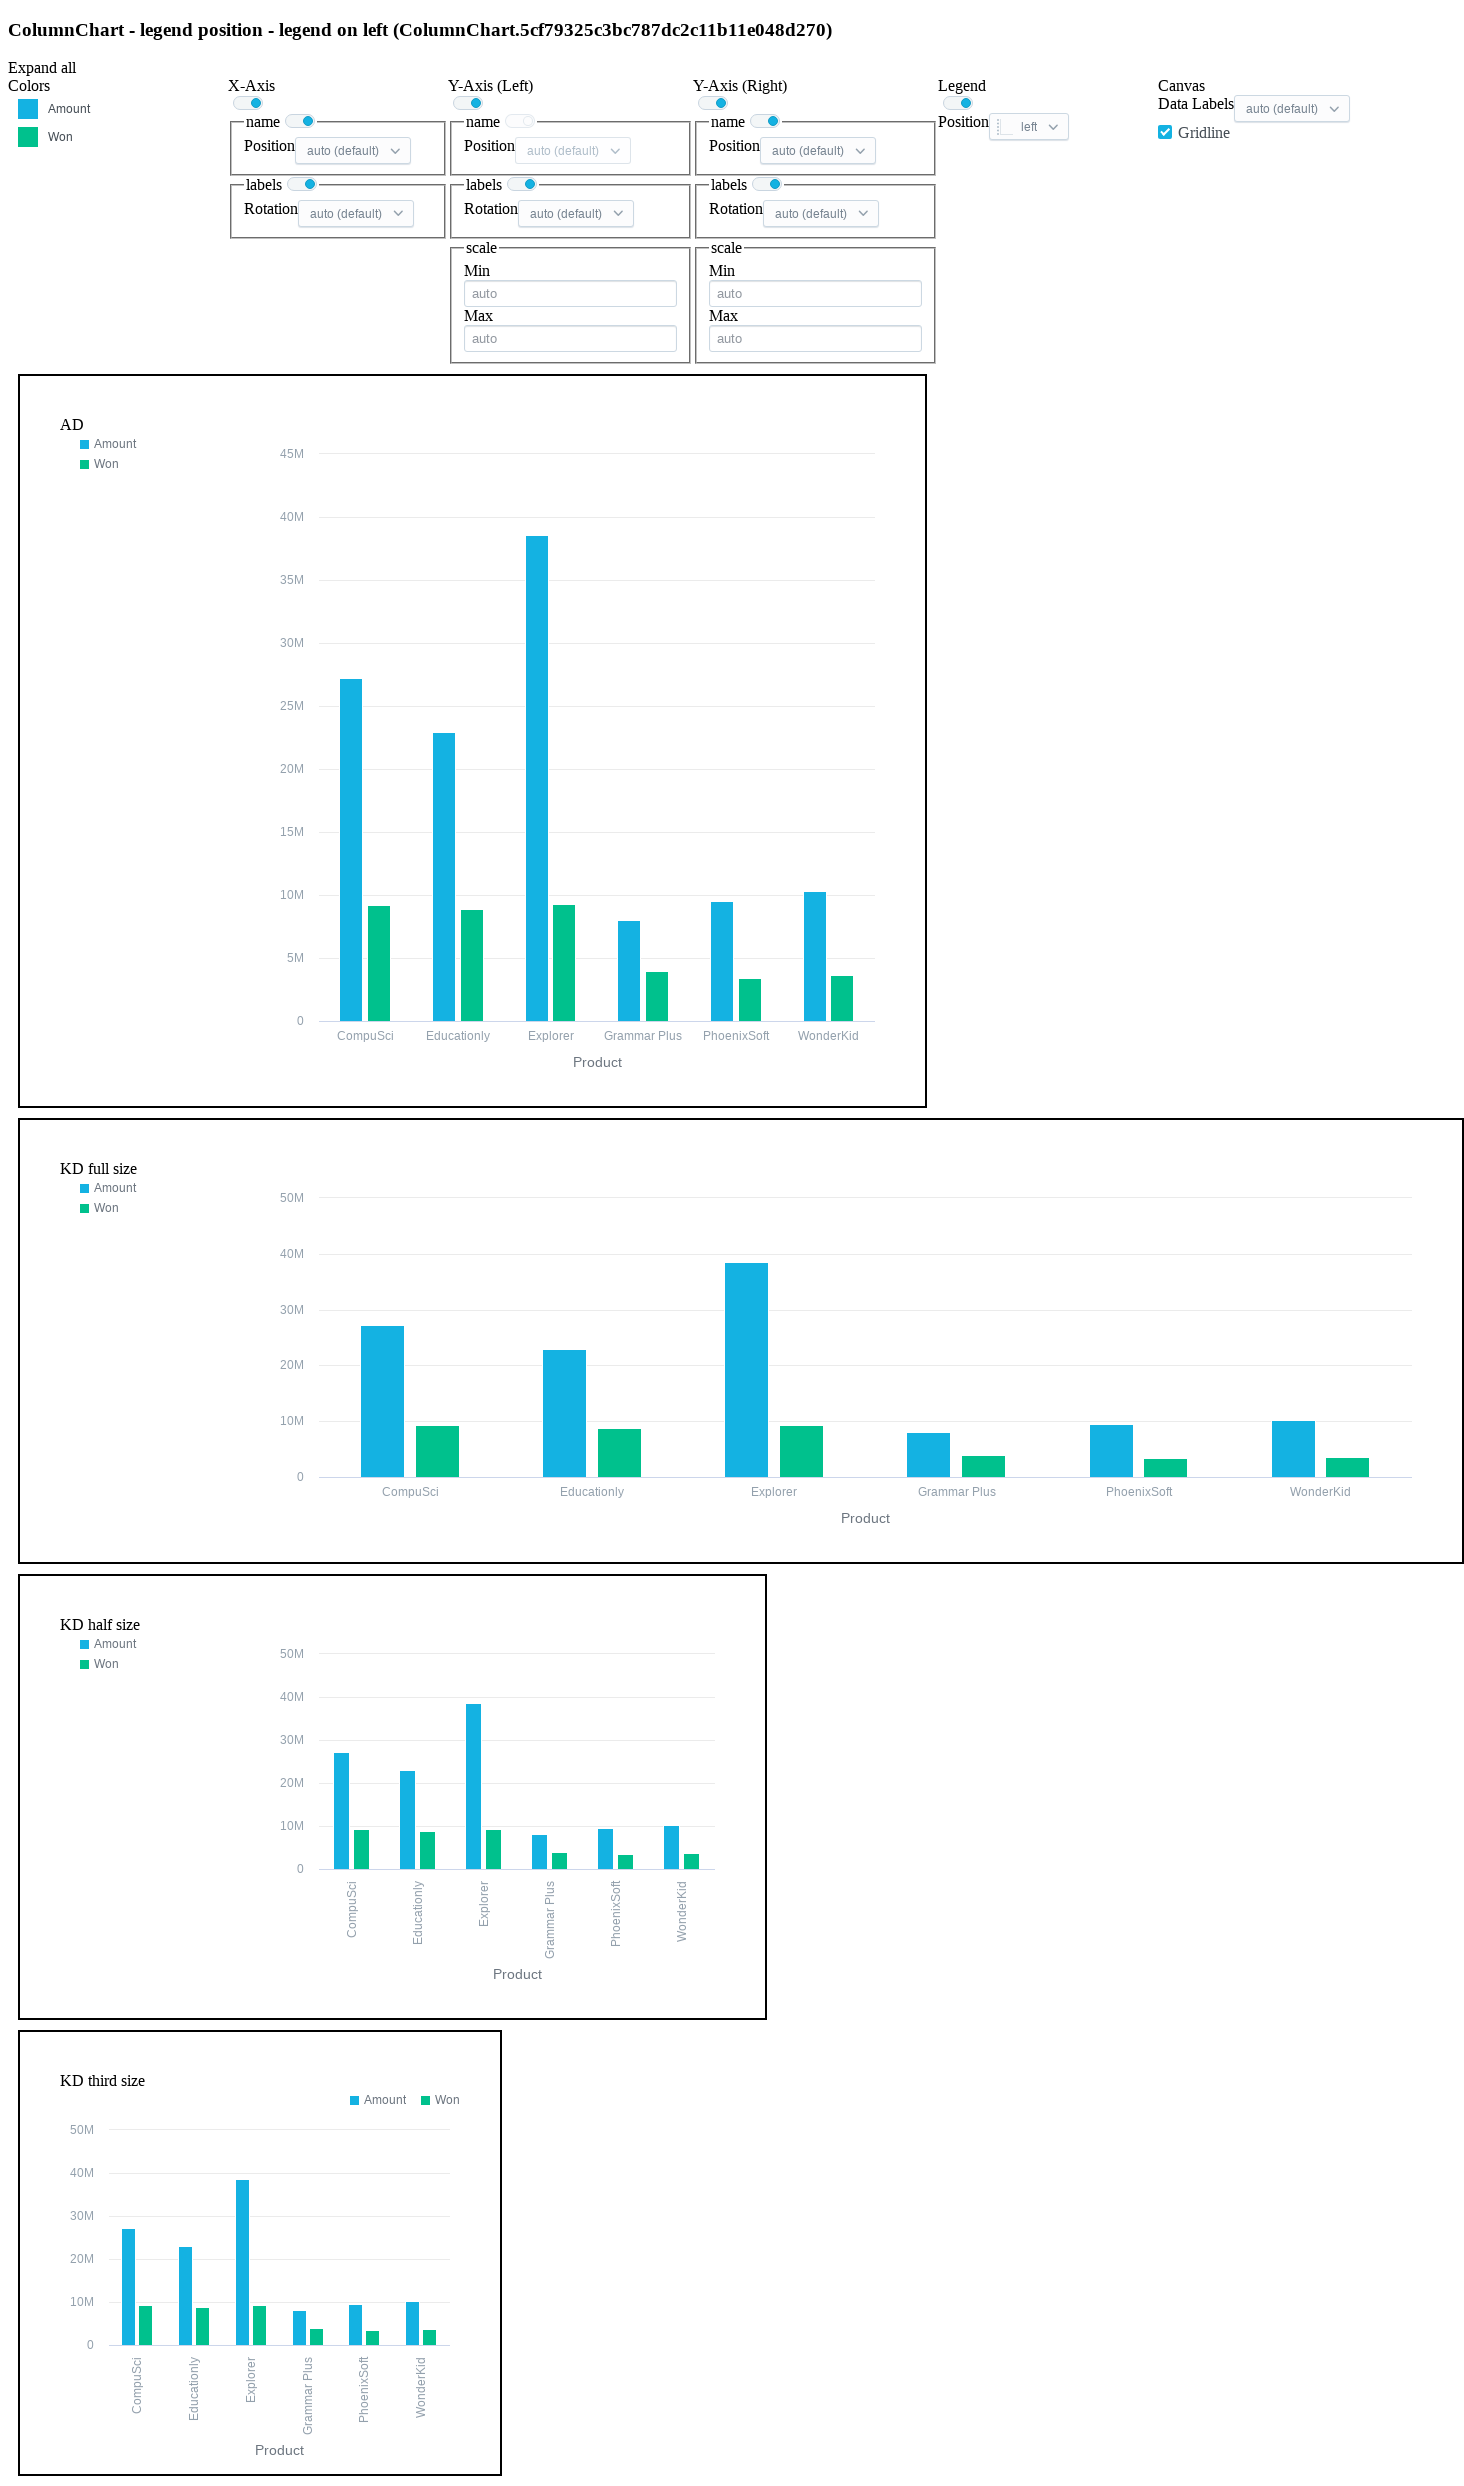 ColumnChart - legend position - legend on left (ColumnChart.5cf79325c3bc787dc2c11b11e048d270)
Expand all
Colors
Amount
Won
X-Axis
name
Position auto (default)
labels
Rotation auto (default)
Y-Axis (Left)
name
Position auto (default)
labels
Rotation auto (default)
scale
Min
auto
Max
auto
Y-Axis (Right)
name
Position auto (default)
labels
Rotation auto (default)
scale
Min
auto
Max
auto
Legend
Position left
Canvas
Data Labels auto (default)
Gridline
AD
Amount
Won
45M
40M
35M
30M
25M
20M
15M
10M
5M
0
CompuSci Educationly Explorer Grammar Plus PhoenixSoft WonderKid
Product
KD full size
Amount
Won
50M
40M
30M
20M
10M
0
CompuSci Educationly Explorer Grammar Plus PhoenixSoft WonderKid
Product
KD half size
Amount
Won
50M
40M
30M
20M
10M
0
CompuSci Educationly Explorer Grammar Plus PhoenixSoft WonderKid
Product
KD third size
Amount Won
50M
40M
30M
20M
10M
0
CompuSci Educationly Explorer Grammar Plus PhoenixSoft WonderKid
Product